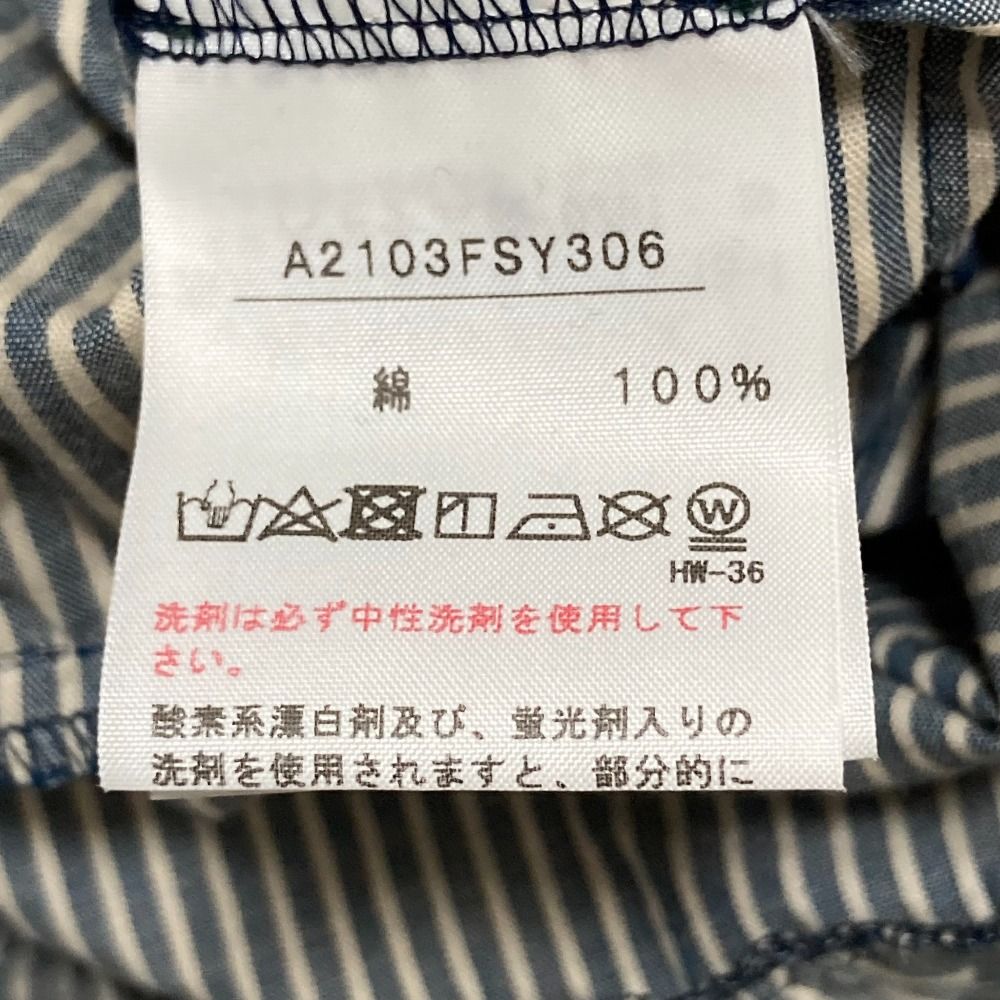 A2103FSY306
綿 100%
W
HW-36
洗剤は必ず中性洗剤を使用して下
さい。
酸素系漂白剤及び、蛍光剤入りの
洗剤を使用されますと、部分的に